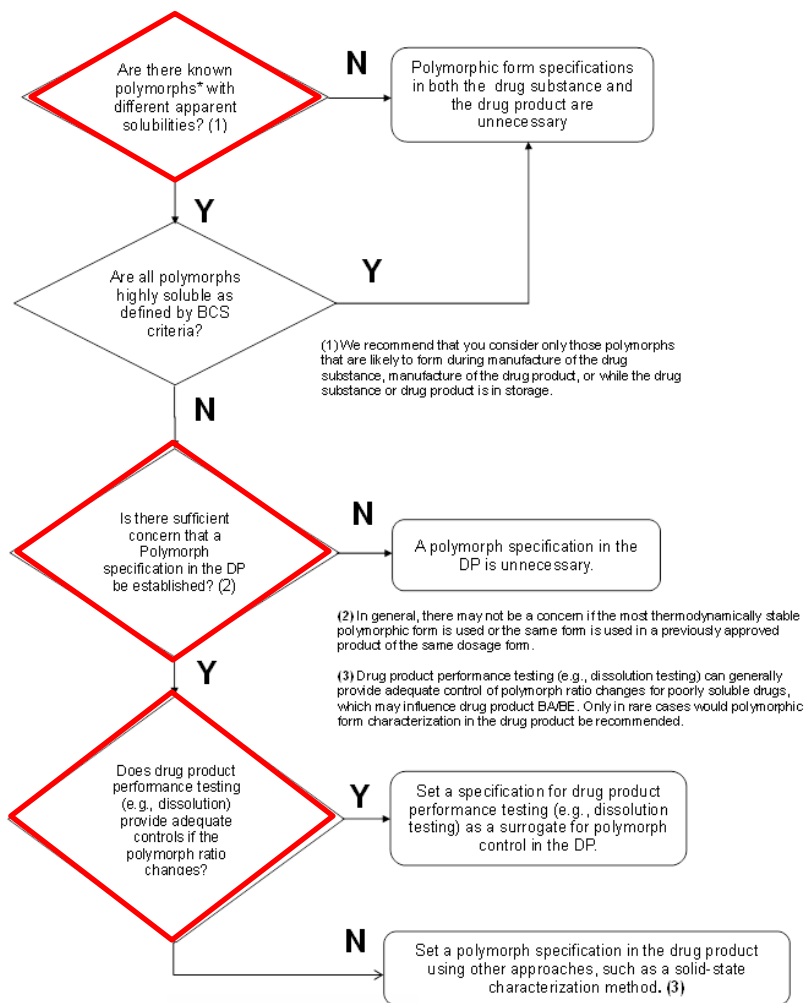 Are there known
polymorphs* with
different apparent
solubilities? (1)
N
Polymorphic form specifications
in both the drug substance and
the drug product are
unnecessary
Y
Are all polymorphs
highly soluble as
defined by BCS
criteria?
Y
(1) We recommend that you consider only those polymorphs
that are likely to form during manufacture of the drug
substance, manufacture of the drug product, or while the drug
substance or drug product is in storage.
N
Is there sufficient
concern that a
Polymorph
specification in the DP
be established? (2)
N
A polymorph specification in the
DP is unnecessary.
(2) In general, there may not be a concern if the most thermodynamically stable
polymorphic form is used or the same form is used in a previously approved
product of the same dosage form.
Y
(3) Drug product performance testing (e.g., dissolution testing) can generally
provide adequate control of polymorph ratio changes for poorly soluble drugs,
which may influence drug product BA/BE. Only in rare cases would polymorphic
form characterization in the drug product be recommended.
Does drug product
performance testing
(e.g., dissolution)
provide adequate
controls if the
polymorph ratio
changes?
Y
Set a specification for drug product
performance testing (e.g., dissolution
testing) as a surrogate for polymorph
control in the DP.
N
Set a polymorph specification in the drug product
using other approaches, such as a solid-state
characterization method. (3)